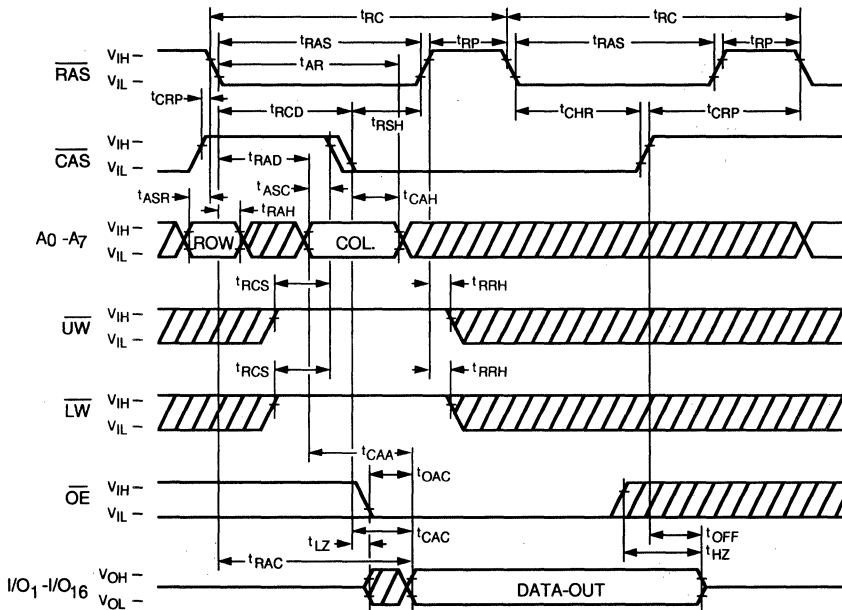 tRC tRC
tRAS tRP tRAS tRP
RAS VIH
tAR
VIL
tCRP tRCD tRSH tCHR tCRP
CAS VIH
VIL
tRAD
tASR tASC tCAH
tRAH
A0 -A7 VIH
ROW COL.
VIL
tRCS tRRH
UW VIH
VIL
tRCS tRRH
LW VIH
VIL
tCAA
tOAC
OE VIH
VIL
tOFF
tLZ tCAC
tHZ
tRAC
I/O1 -I/O16 VOH
DATA-OUT
VOL